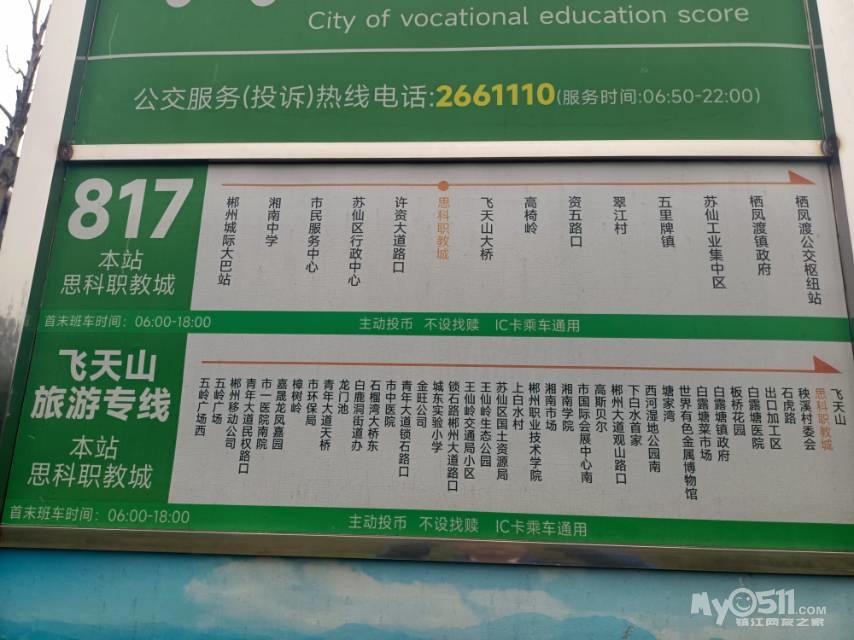 City of vocational education score
公交服务(投诉)热线电话:2661110(服务时间:06:50-22:00)
817
本站
思科职教城
郴州城际大巴站
湘南中学
市民服务中心
苏仙区行政中心
许资大道路口
思科职教城
飞天山大桥
高椅岭
资五路口
翠江村
五里牌镇
苏仙工业集中区
栖凤渡镇政府
栖凤渡公交枢纽站
首末班车时间：06:00-18:00
主动投币 不设找赎 IC卡乘车通用
飞天山
旅游专线
本站
思科职教城
五岭广场西
五岭广场
郴州移动公司
青年大道民权路口
市一医院南院
嘉晟龙凤嘉园
樟树岭
市环保局
青年大道天桥
龙门池
白鹿洞街道办
石榴湾大桥东
市中医院
青年大道锁石路口
金旺公司
城东实验小学
锁石路郴州大道路口
王仙岭交通局小区
王仙岭生态公园
苏仙区国土资源局
上白水村
郴州职业技术学院
湘南市场
湘南学院
市国际会展中心南
高斯贝尔
郴州大道观山路口
下白水首家
西河湿地公园南
塘家湾
世界有色金属博物馆
白露塘菜市场
白露塘镇政府
板桥花园
白露塘医院
出口加工区
石虎路
秧溪村委会
思科职教城
飞天山
首末班车时间：06:00-18:00
主动投币 不设找赎 IC卡乘车通用
My0511.com
镇江网友之家